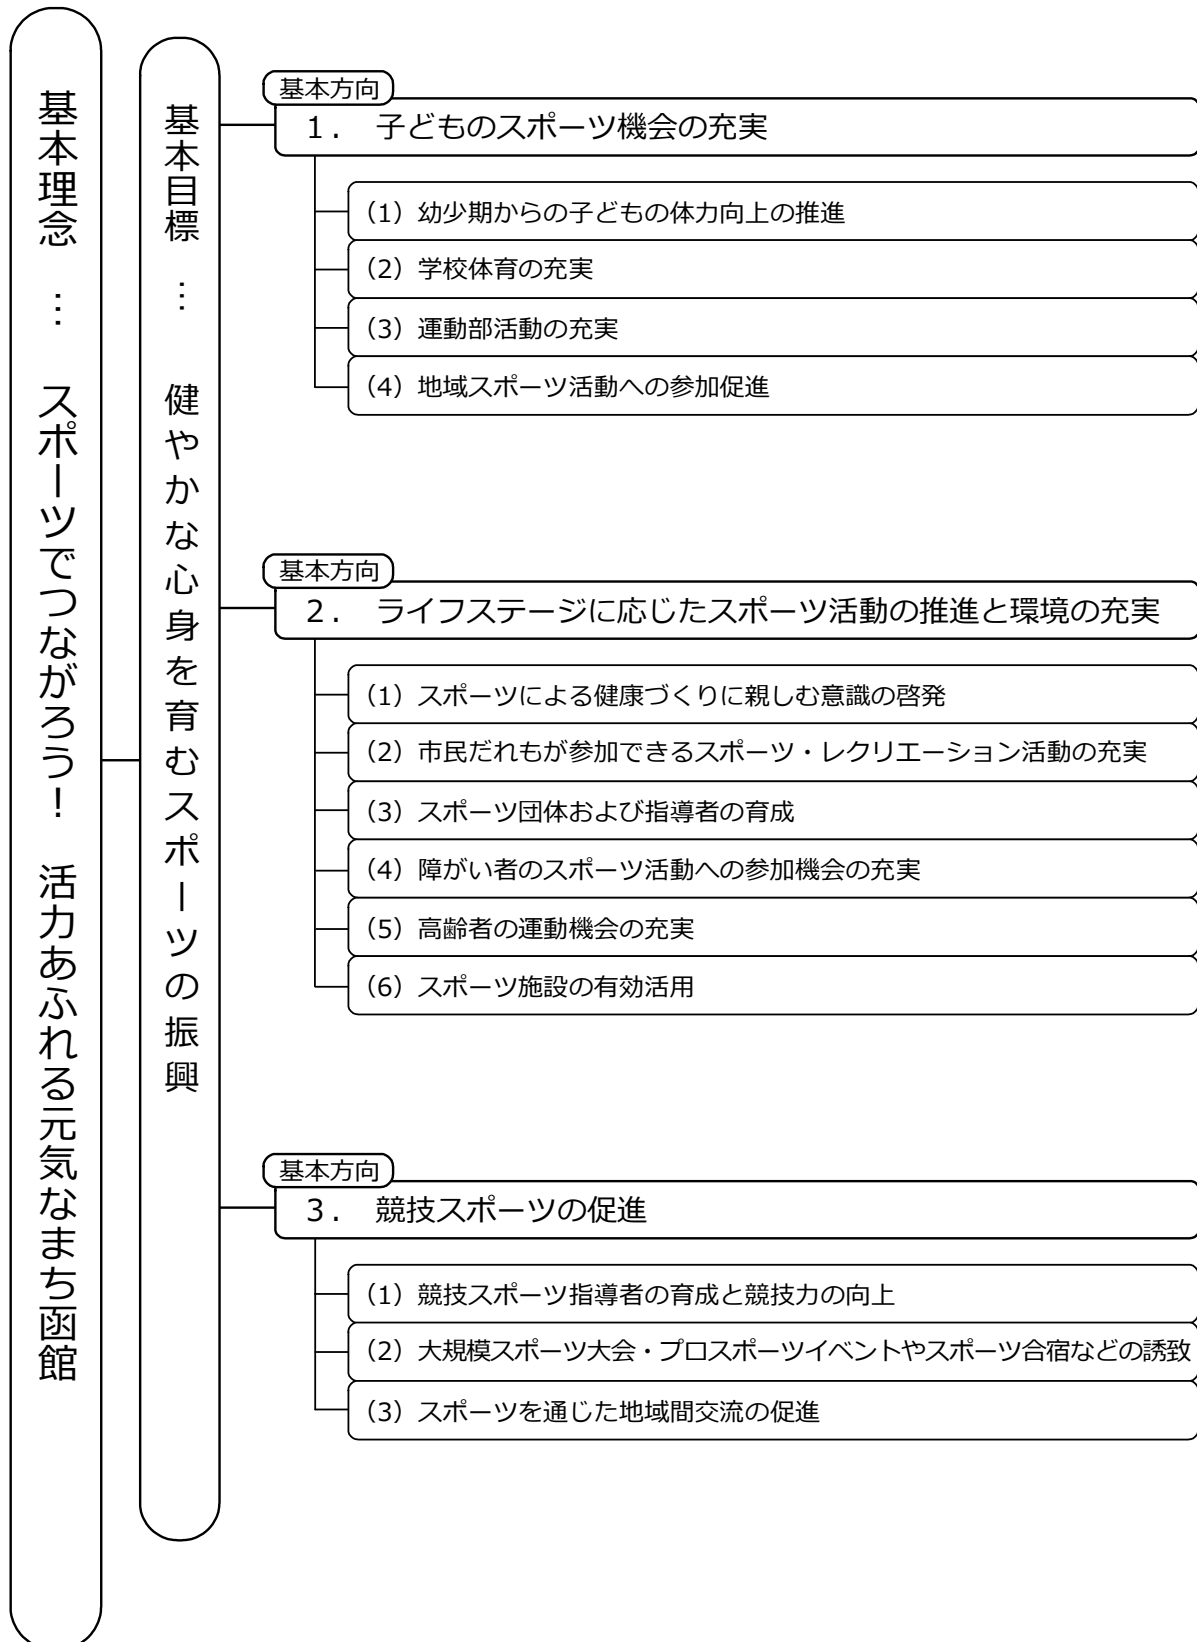 基本理念 … スポーツでつながろう！ 活力あふれる元気なまち函館
基本目標 … 健やかな心身を育むスポーツの振興
基本方向
１． 子どものスポーツ機会の充実
（1）幼少期からの子どもの体力向上の推進
（2）学校体育の充実
（3）運動部活動の充実
（4）地域スポーツ活動への参加促進
基本方向
２． ライフステージに応じたスポーツ活動の推進と環境の充実
（1）スポーツによる健康づくりに親しむ意識の啓発
（2）市民だれもが参加できるスポーツ・レクリエーション活動の充実
（3）スポーツ団体および指導者の育成
（4）障がい者のスポーツ活動への参加機会の充実
（5）高齢者の運動機会の充実
（6）スポーツ施設の有効活用
基本方向
３． 競技スポーツの促進
（1）競技スポーツ指導者の育成と競技力の向上
（2）大規模スポーツ大会・プロスポーツイベントやスポーツ合宿などの誘致
（3）スポーツを通じた地域間交流の促進